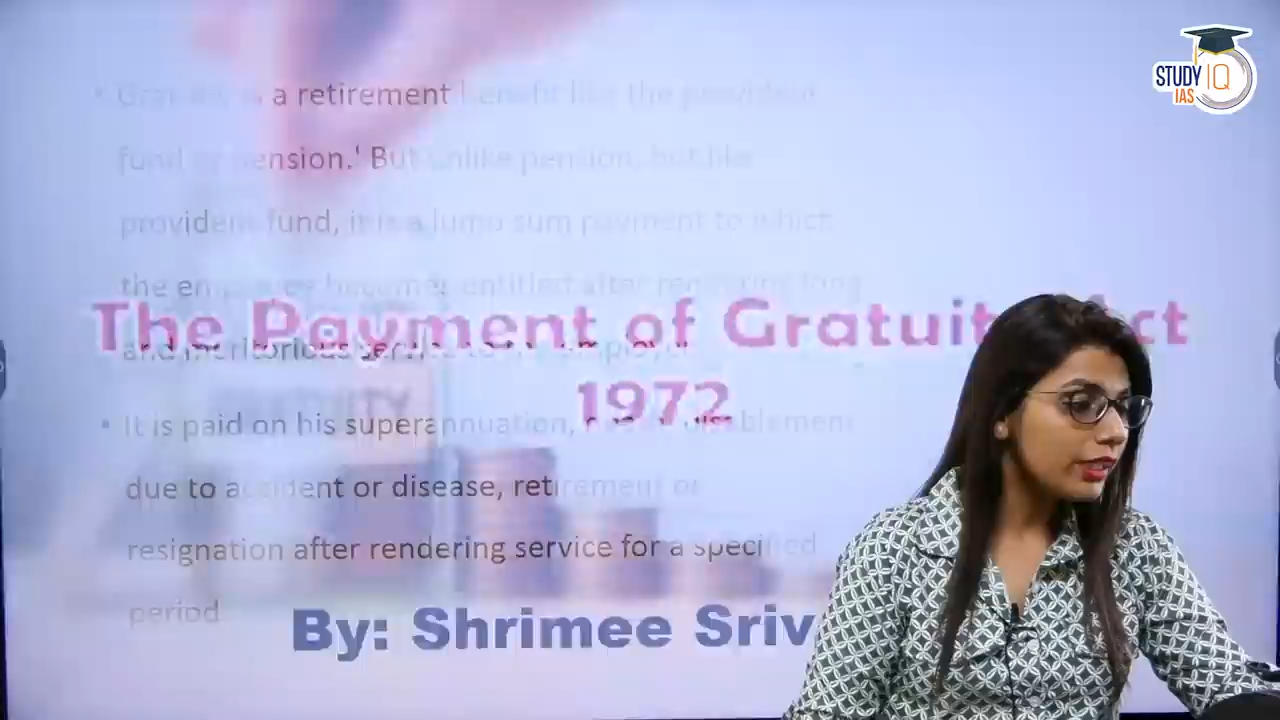 STUDY IQ
IAS
• Gratuity is a retirement benefit like the provident
fund or pension.' But unlike pension, but like
provident fund, it is a lump sum payment to which
the employee becomes entitled after rendering long
and meritorious service to the employer
The Payment of Gratuity Act
1972
• It is paid on his superannuation, disablement
due to accident or disease, retirement or
resignation after rendering service for a specified
period
By: Shrimee Sriv